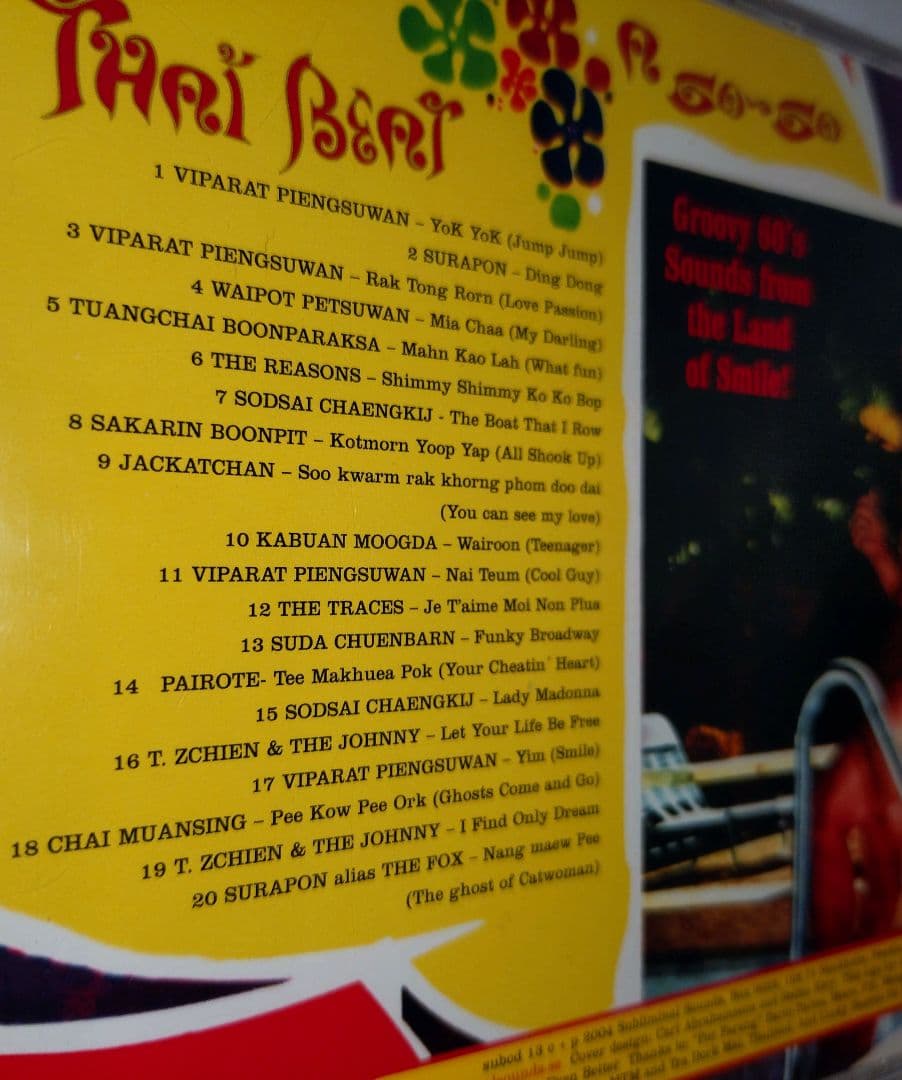 THAI BEAT A GO-GO
Groovy 60's
Sounds from
the Land
of Smile!
1 VIPARAT PIENGSUWAN – YoK YoK (Jump Jump)
2 SURAPON – Ding Dong
3 VIPARAT PIENGSUWAN – Rak Tong Rorn (Love Passion)
4 WAIPOT PETSUWAN – Mia Chaa (My Darling)
5 TUANGCHAI BOONPARAKSA – Mahn Kao Lah (What fun)
6 THE REASONS – Shimmy Shimmy Ko Ko Bop
7 SODSAI CHAENGKIJ - The Boat That I Row
8 SAKARIN BOONPIT – Kotmorn Yoop Yap (All Shook Up)
9 JACKATCHAN – Soo kwarm rak khorng phom doo dai
(You can see my love)
10 KABUAN MOOGDA – Wairoon (Teenager)
11 VIPARAT PIENGSUWAN – Nai Teum (Cool Guy)
12 THE TRACES – Je T'aime Moi Non Plus
13 SUDA CHUENBARN – Funky Broadway
14 PAIROTE- Tee Makhuea Pok (Your Cheatin' Heart)
15 SODSAI CHAENGKIJ – Lady Madonna
16 T. ZCHIEN & THE JOHNNY – Let Your Life Be Free
17 VIPARAT PIENGSUWAN – Yim (Smile)
18 CHAI MUANSING – Pee Kow Pee Ork (Ghosts Come and Go)
19 T. ZCHIEN & THE JOHNNY – I Find Only Dream
20 SURAPON alias THE FOX – Nang maew Pee
(The ghost of Catwoman)
subcd 13 c + p 2004 Subliminal Sounds
Cover design: